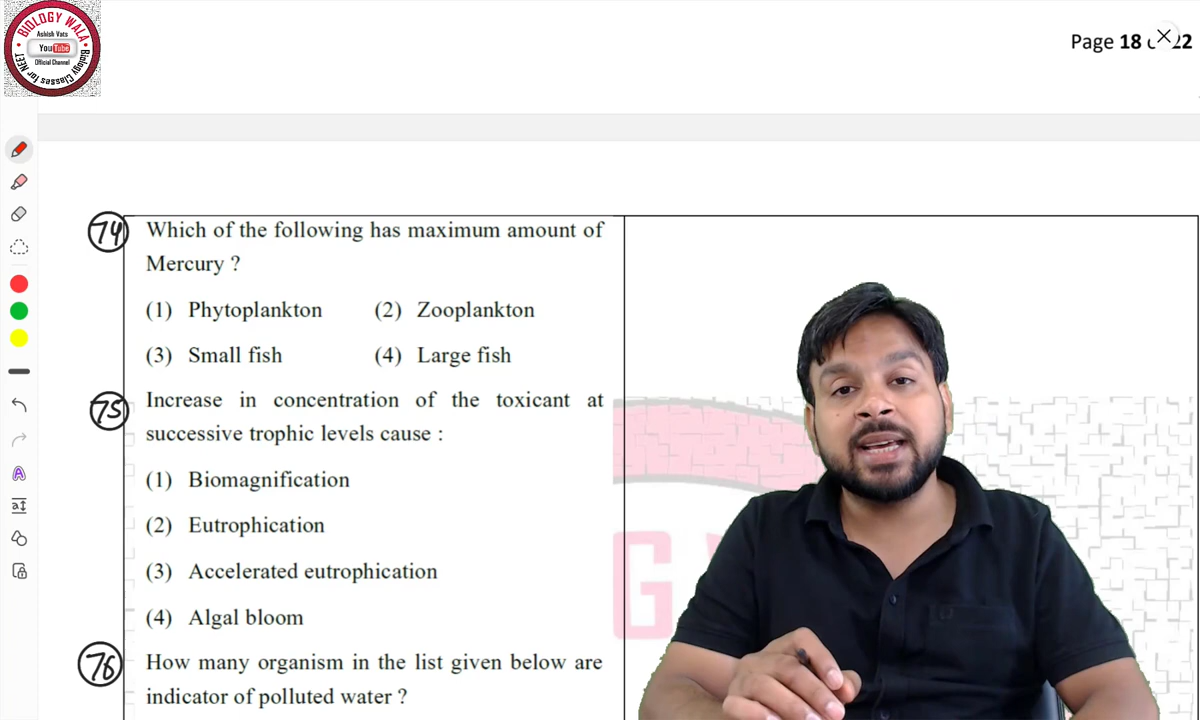 BIOLOGY WALA
Ashish Vats
YouTube
Official Channel
Biology Classes for NEET
Page 18
74
Which of the following has maximum amount of
Mercury ?
(1) Phytoplankton (2) Zooplankton
(3) Small fish (4) Large fish
75
Increase in concentration of the toxicant at
successive trophic levels cause :
(1) Biomagnification
(2) Eutrophication
(3) Accelerated eutrophication
(4) Algal bloom
76
How many organism in the list given below are
indicator of polluted water ?